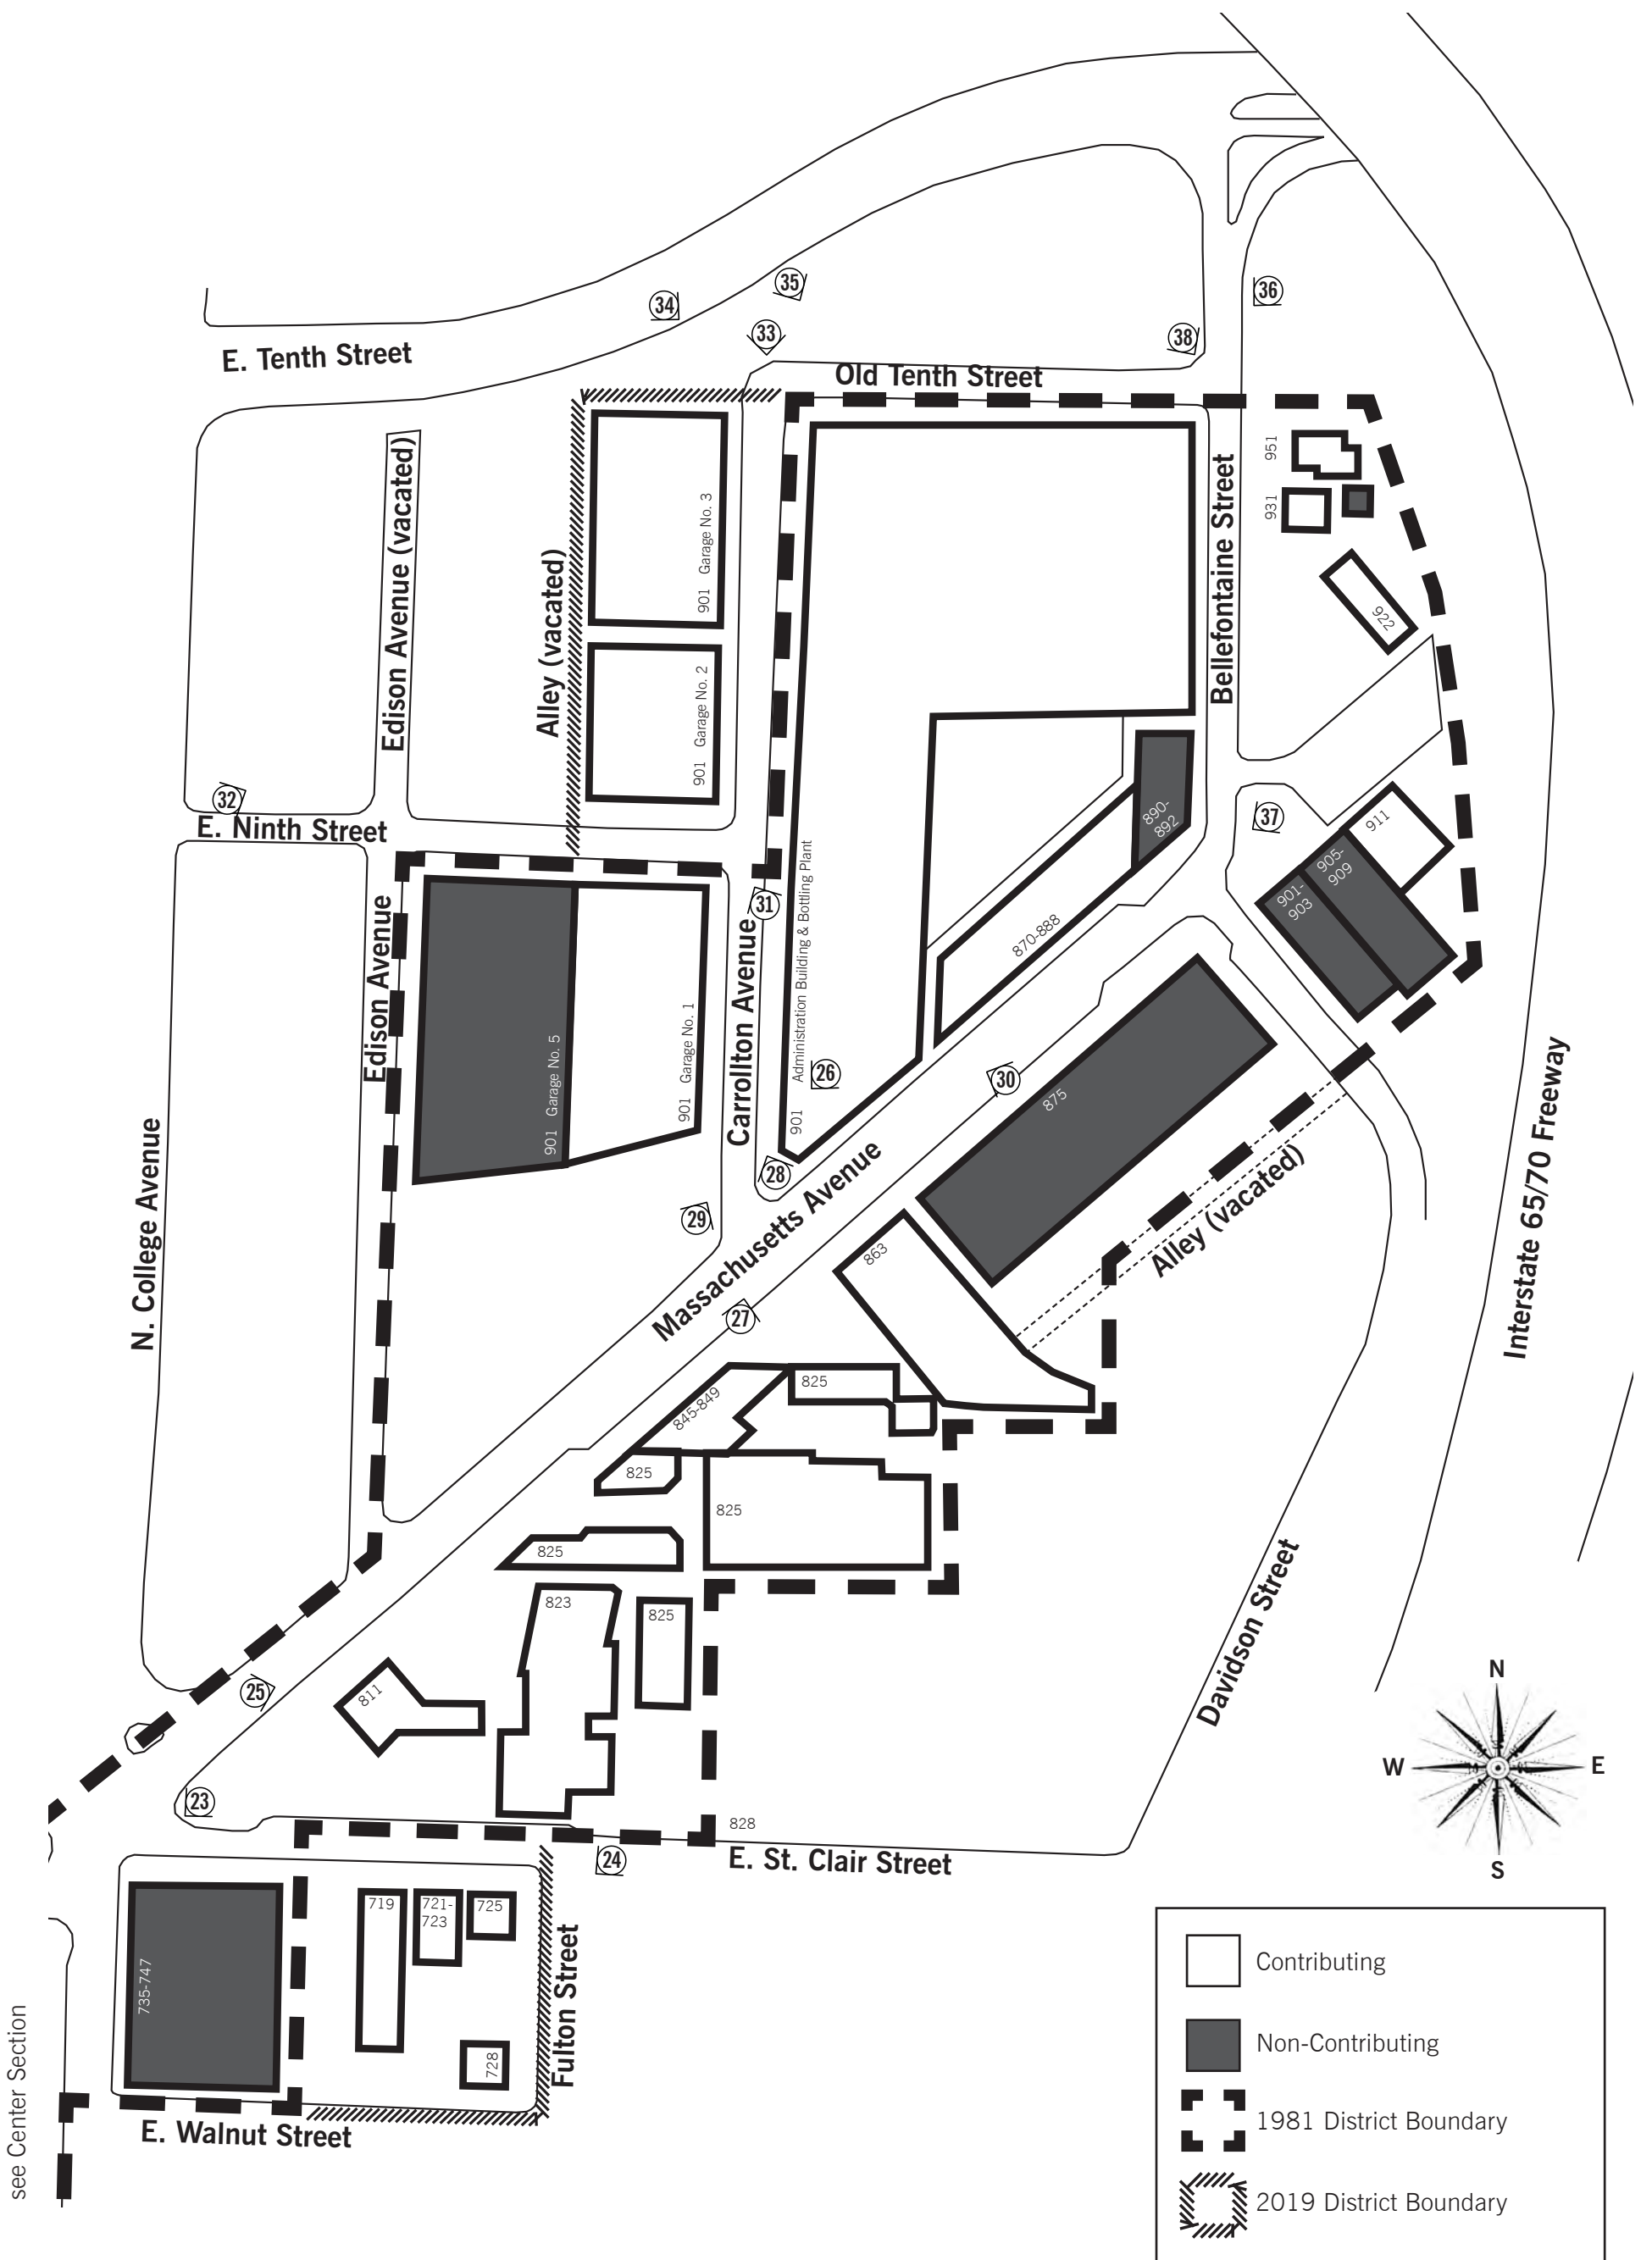 35
34
36
33
38
E. Tenth Street
Old Tenth Street
951
931
922
Edison Avenue (vacated)
Alley (vacated)
901 Garage No. 3
901 Garage No. 2
Bellefontaine Street
32
E. Ninth Street
890-
892
37
911
905-
909
901-
903
31
870-888
Edison Avenue
901 Garage No. 5
901 Garage No. 1
Carrollton Avenue
901 Administration Building & Bottling Plant
26
30
875
28
29
Massachusetts Avenue
Alley (vacated)
Interstate 65/70 Freeway
N. College Avenue
863
27
845-849
825
825
825
825
823
825
Davidson Street
811
25
23
828
24
E. St. Clair Street
N
W
E
S
719
721-
723
725
735-747
728
Fulton Street
E. Walnut Street
see Center Section
Contributing
Non-Contributing
1981 District Boundary
2019 District Boundary